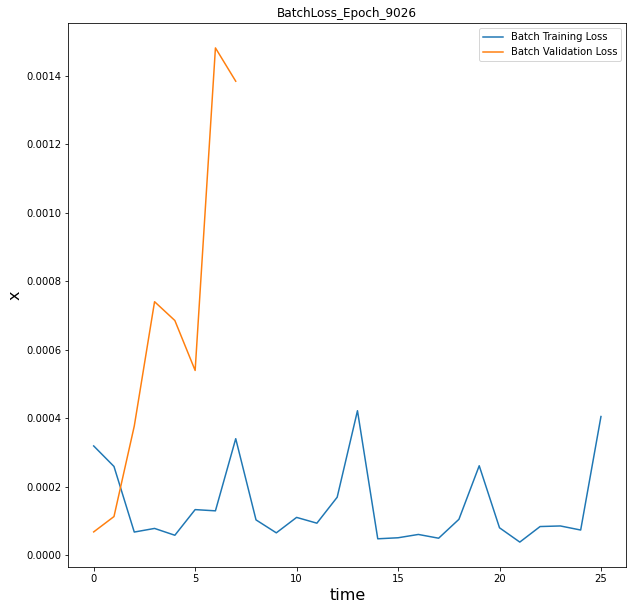 BatchLoss_Epoch_9026
Batch Training Loss
Batch Validation Loss
0.0014
0.0012
0.0010
0.0008
0.0006
0.0004
0.0002
0.0000
x
0 5 10 15 20 25
time